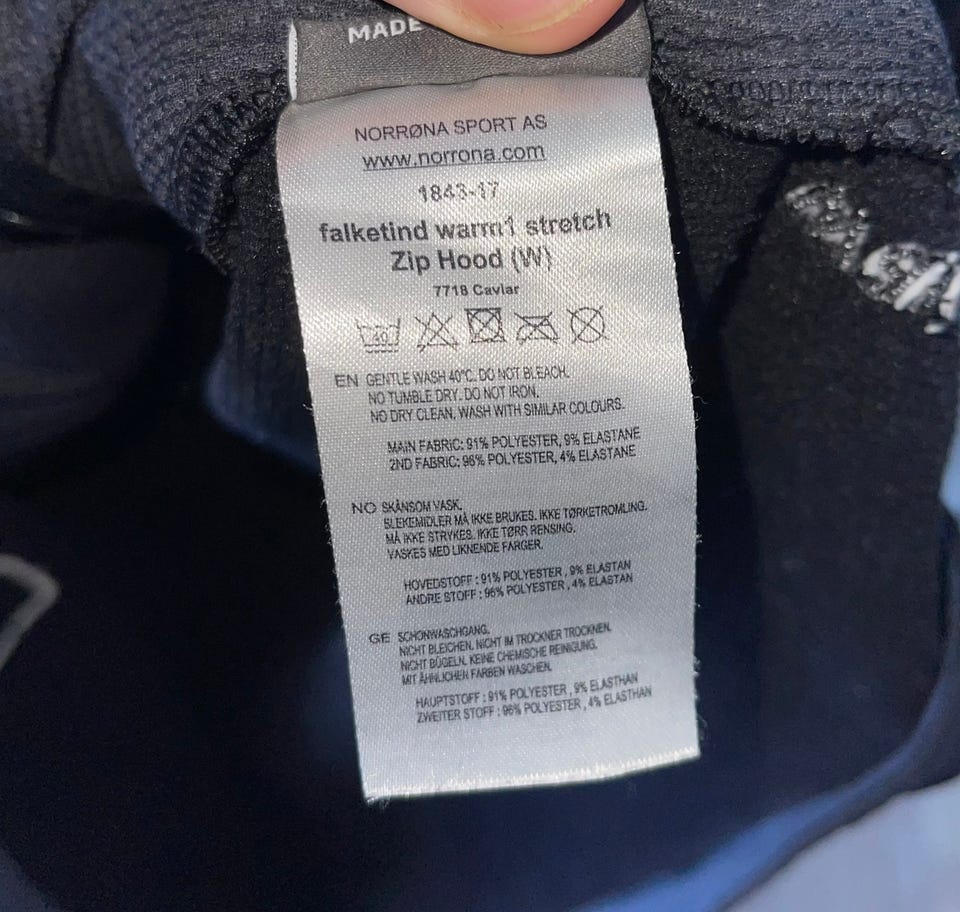 MADE
NORRØNA SPORT AS
www.norrona.com
1843-17
falketind warm1 stretch
Zip Hood (W)
7718 Caviar
40
EN GENTLE WASH 40°C. DO NOT BLEACH.
NO TUMBLE DRY. DO NOT IRON.
NO DRY CLEAN. WASH WITH SIMILAR COLOURS.
MAIN FABRIC: 91% POLYESTER, 9% ELASTANE
2ND FABRIC: 96% POLYESTER, 4% ELASTANE
NO SKÅNSOM VASK.
BLEKEMIDLER MÅ IKKE BRUKES. IKKE TØRKETROMLING.
MÅ IKKE STRYKES. IKKE TØRR RENSING.
VASKES MED LIKNENDE FARGER.
HOVEDSTOFF : 91% POLYESTER , 9% ELASTAN
ANDRE STOFF : 96% POLYESTER , 4% ELASTAN
GE SCHONWASCHGANG.
NICHT BLEICHEN. NICHT IM TROCKNER TROCKNEN.
NICHT BÜGELN. KEINE CHEMISCHE REINIGUNG.
MIT ÄHNLICHEN FARBEN WASCHEN.
HAUPTSTOFF : 91% POLYESTER , 9% ELASTHAN
ZWEITER STOFF : 96% POLYESTER , 4% ELASTHAN